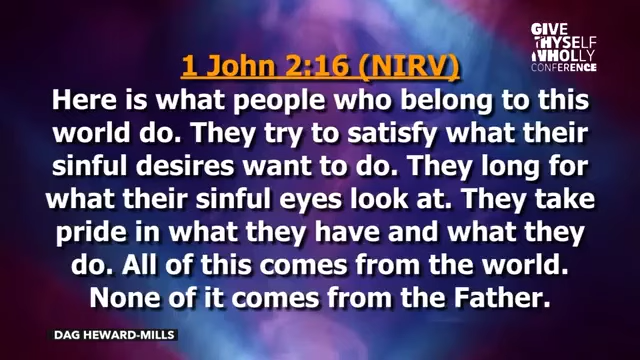 GIVE
THYSELF
WHOLLY
CONFERENCE
1 John 2:16 (NIRV)
Here is what people who belong to this
world do. They try to satisfy what their
sinful desires want to do. They long for
what their sinful eyes look at. They take
pride in what they have and what they
do. All of this comes from the world.
None of it comes from the Father.
DAG HEWARD-MILLS